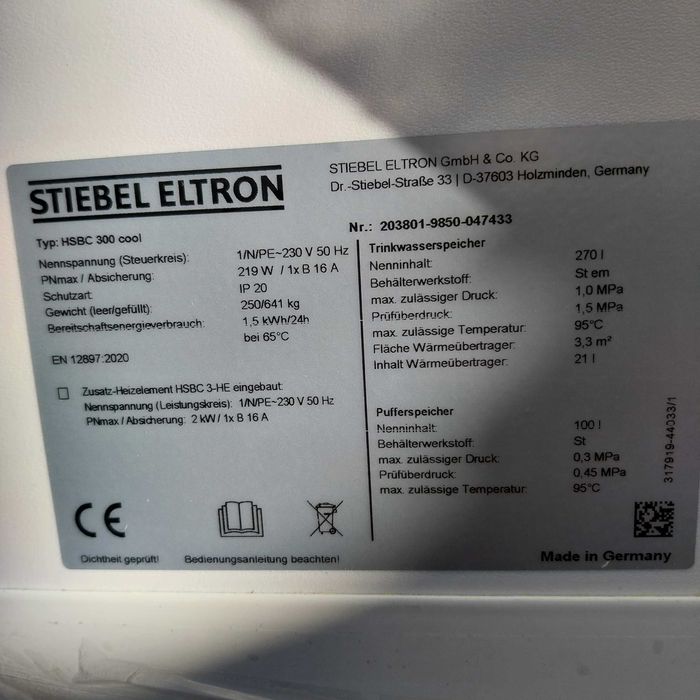 STIEBEL ELTRON
STIEBEL ELTRON GmbH & Co. KG
Dr.-Stiebel-Straße 33 | D-37603 Holzminden, Germany
Typ: HSBC 300 cool
Nr.: 203801-9850-047433
Nennspannung (Steuerkreis): 1/N/PE~230 V 50 Hz
PNmax / Absicherung: 219 W / 1x B 16 A
Schutzart: IP 20
Gewicht (leer/gefüllt): 250/641 kg
Bereitschaftsenergieverbrauch: 1,5 kWh/24h
bei 65°C
EN 12897:2020
Zusatz-Heizelement HSBC 3-HE eingebaut:
Nennspannung (Leistungskreis): 1/N/PE~230 V 50 Hz
PNmax / Absicherung: 2 kW / 1x B 16 A
CE
Dichtheit geprüft!
Bedienungsanleitung beachten!
Trinkwasserspeicher
Nenninhalt: 270 l
Behälterwerkstoff: St em
max. zulässiger Druck: 1,0 MPa
Prüfüberdruck: 1,5 MPa
max. zulässige Temperatur: 95°C
Fläche Wärmeübertrager: 3,3 m²
Inhalt Wärmeübertrager: 21 l
Pufferspeicher
Nenninhalt: 100 l
Behälterwerkstoff: St
max. zulässiger Druck: 0,3 MPa
Prüfüberdruck: 0,45 MPa
max. zulässige Temperatur: 95°C
317919-44033/1
Made in Germany